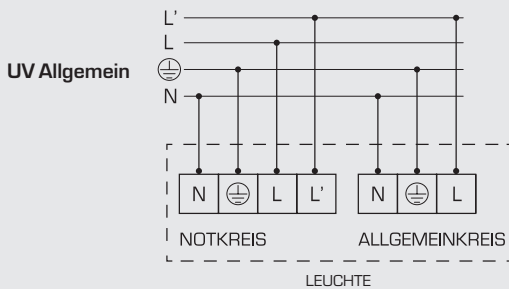 L'
L
UV Allgemein
N
N L L' N L
NOTKREIS ALLGEMEINKREIS
LEUCHTE